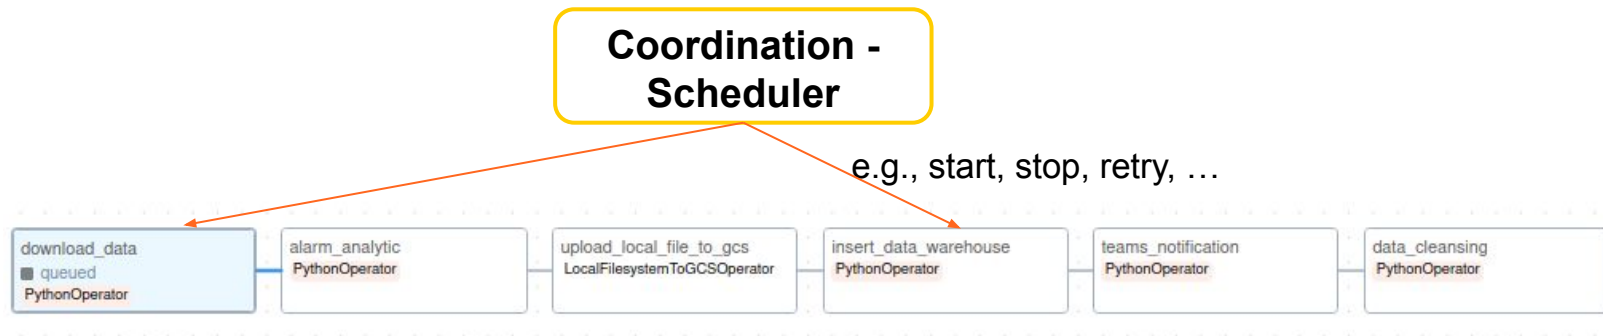 Coordination -
Scheduler
e.g., start, stop, retry, …
download_data
queued
PythonOperator
alarm_analytic
PythonOperator
upload_local_file_to_gcs
LocalFilesystemToGCSOperator
insert_data_warehouse
PythonOperator
teams_notification
PythonOperator
data_cleansing
PythonOperator